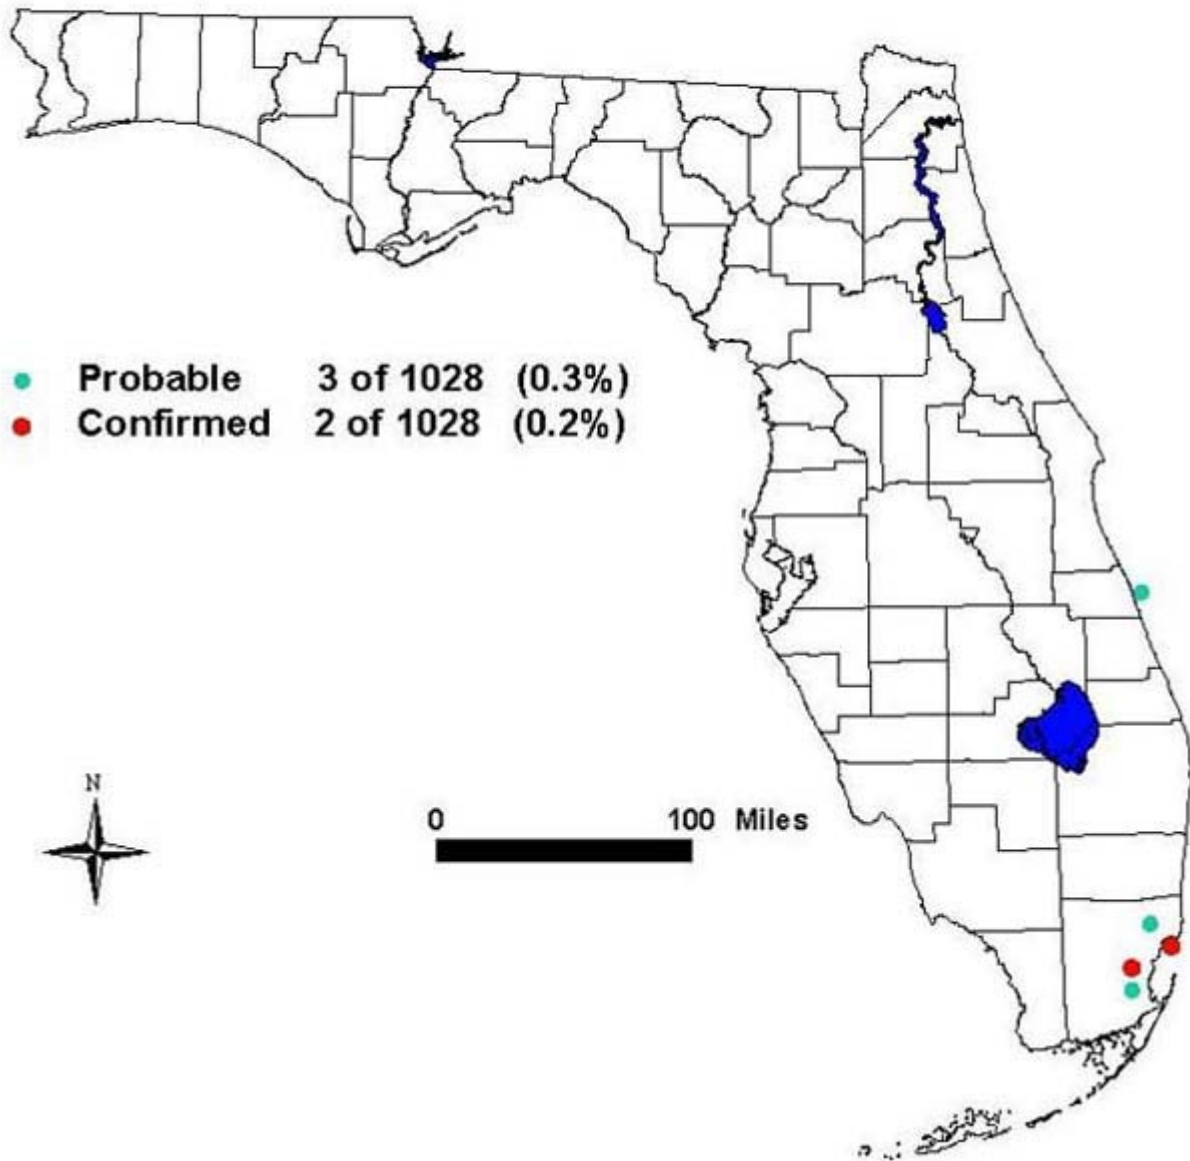 Probable 3 of 1028 (0.3%)
Confirmed 2 of 1028 (0.2%)
N
0 100 Miles